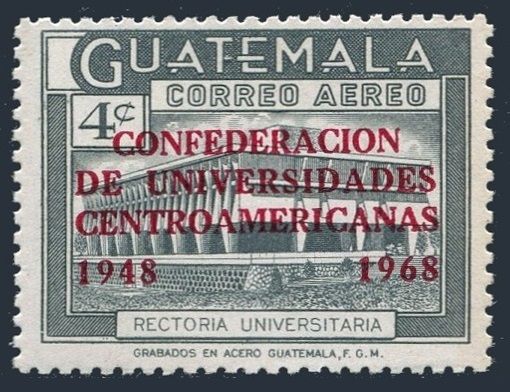 GUATEMALA
CORREO AEREO
4¢
CONFEDERACION
DE UNIVERSIDADES
CENTROAMERICANAS
1948 1968
RECTORIA UNIVERSITARIA
GRABADOS EN ACERO GUATEMALA, F. G. M.